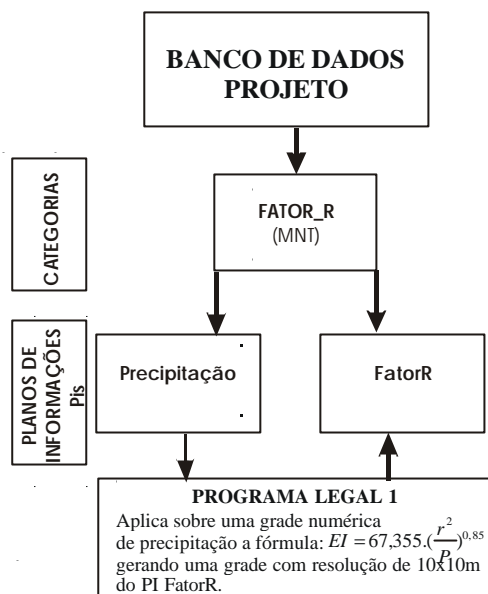 BANCO DE DADOS
PROJETO
CATEGORIAS
FATOR_R
(MNT)
PLANOS DE
INFORMAÇÕES
Pis
Precipitação
FatorR
PROGRAMA LEGAL 1
Aplica sobre uma grade numérica
de precipitação a fórmula: EI = 67,355.(r²/P)^0,85
gerando uma grade com resolução de 10x10m
do PI FatorR.